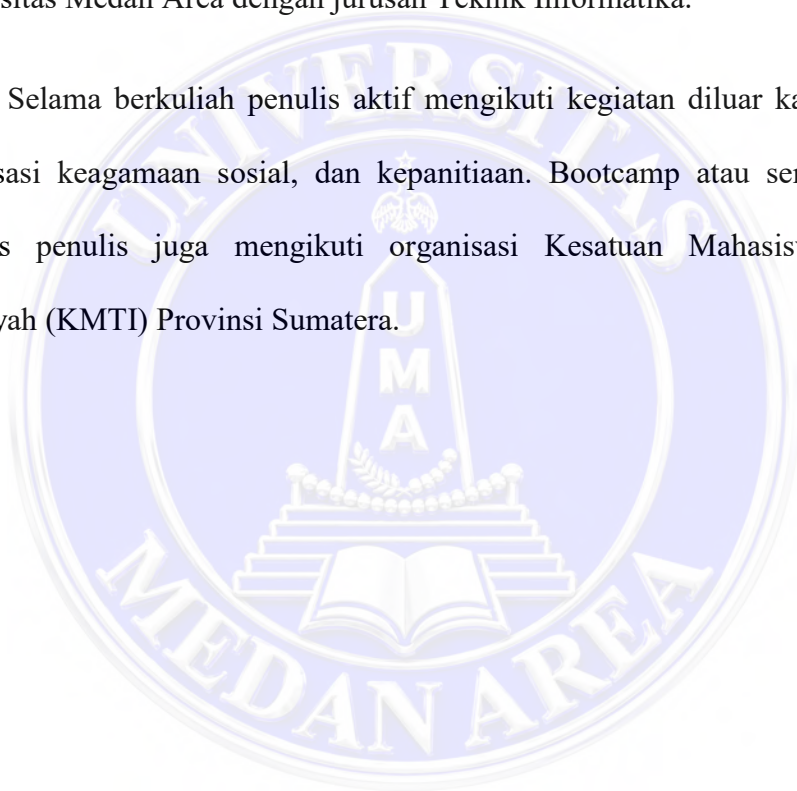 sitas Medan Area dengan jurusan Teknik Informatika.
Selama berkuliah penulis aktif mengikuti kegiatan diluar ka
sasi keagamaan sosial, dan kepanitiaan. Bootcamp atau ser
s penulis juga mengikuti organisasi Kesatuan Mahasisw
yah (KMTI) Provinsi Sumatera.
UNIVERSITAS
UMA
MEDAN AREA